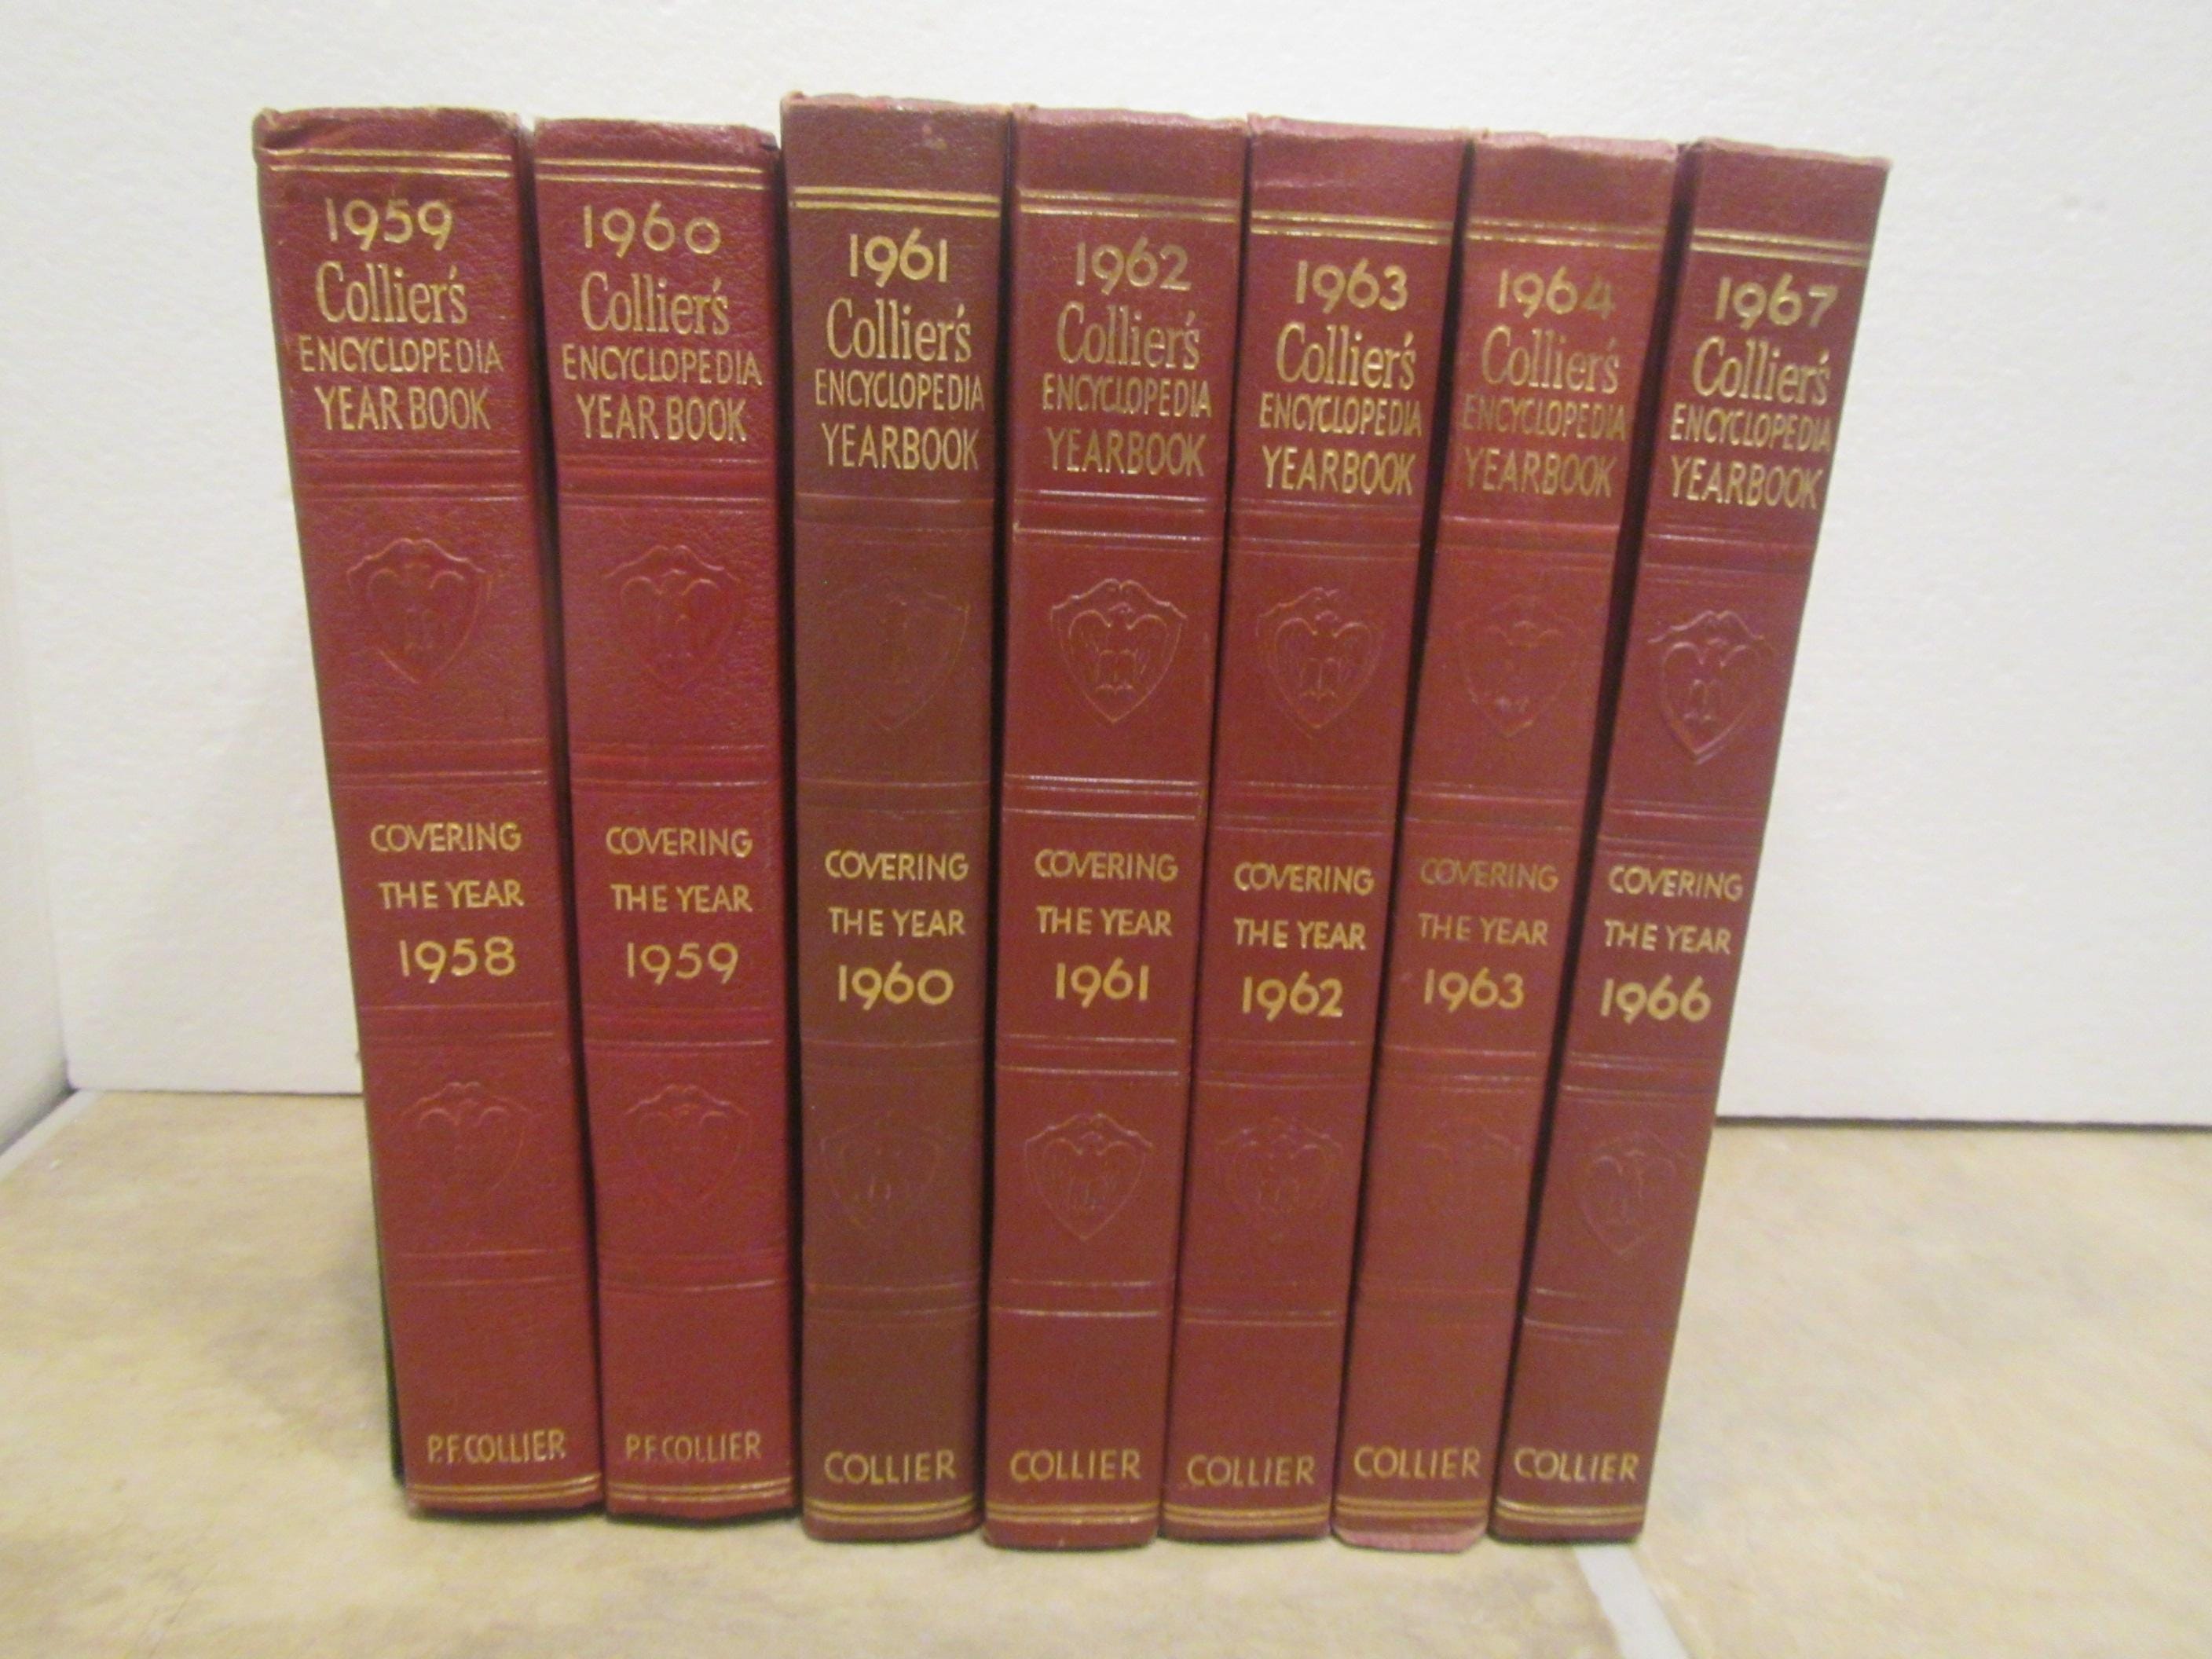 1959
Collier's
ENCYCLOPEDIA
YEAR BOOK
COVERING
THE YEAR
1958
P.F. COLLIER
1960
Collier's
ENCYCLOPEDIA
YEAR BOOK
COVERING
THE YEAR
1959
P.F. COLLIER
1961
Collier's
ENCYCLOPEDIA
YEARBOOK
COVERING
THE YEAR
1960
COLLIER
1962
Collier's
ENCYCLOPEDIA
YEARBOOK
COVERING
THE YEAR
1961
COLLIER
1963
Collier's
ENCYCLOPEDIA
YEARBOOK
COVERING
THE YEAR
1962
COLLIER
1964
Collier's
ENCYCLOPEDIA
YEARBOOK
COVERING
THE YEAR
1963
COLLIER
1967
Collier's
ENCYCLOPEDIA
YEARBOOK
COVERING
THE YEAR
1966
COLLIER